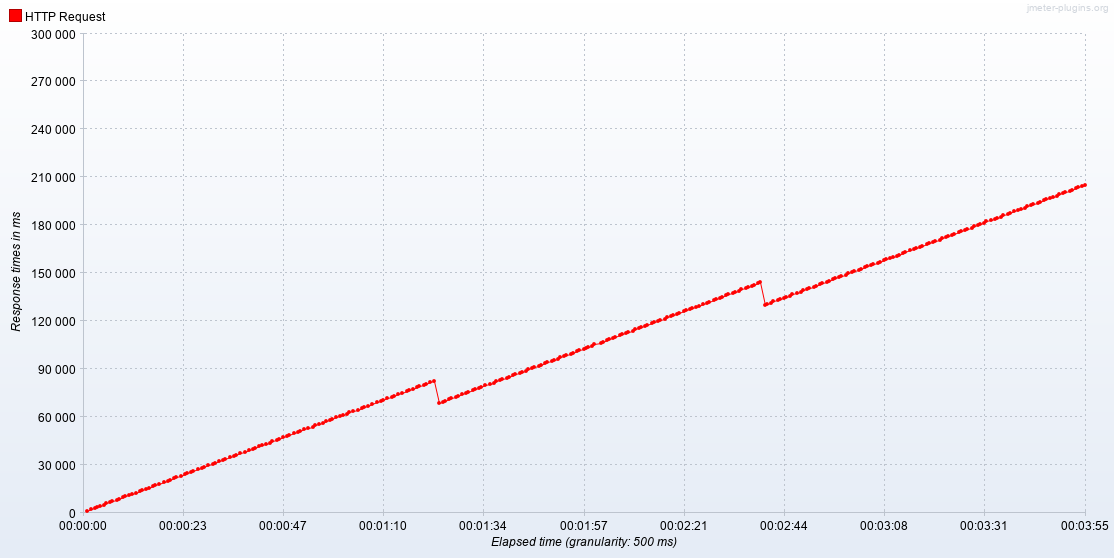 jmeter-plugins.org
HTTP Request
300 000
270 000
240 000
210 000
180 000
150 000
120 000
90 000
60 000
30 000
0
Response times in ms
00:00:00 00:00:23 00:00:47 00:01:10 00:01:34 00:01:57 00:02:21 00:02:44 00:03:08 00:03:31 00:03:55
Elapsed time (granularity: 500 ms)